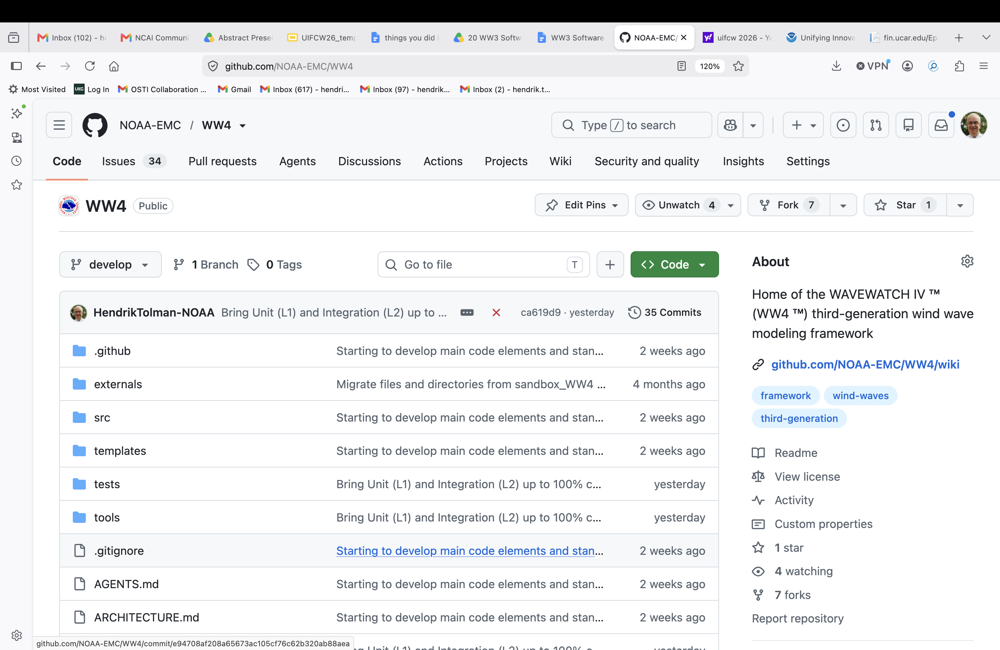 Inbox (102) - he
NCAI Communi
Abstract Prese
UIFCW26_temp
things you did
20 WW3 Softw
WW3 Software
NOAA-EMC/
uifcw 2026 - Ya
Unifying Innova
fin.ucar.edu/Ep
github.com/NOAA-EMC/WW4
120%
VPN
Most Visited
UKG Log In
OSTI Collaboration ...
Gmail
Inbox (617) - hendri...
Inbox (97) - hendrik...
Inbox (2) - hendrik.t...
NOAA-EMC / WW4
Type / to search
Code
Issues 34
Pull requests
Agents
Discussions
Actions
Projects
Wiki
Security and quality
Insights
Settings
WW4 Public
Edit Pins
Unwatch 4
Fork 7
Star 1
develop
1 Branch
0 Tags
Go to file T
Code
HendrikTolman-NOAA Bring Unit (L1) and Integration (L2) up to ... ca619d9 · yesterday 35 Commits
.github Starting to develop main code elements and stan... 2 weeks ago
externals Migrate files and directories from sandbox_WW4 ... 4 months ago
src Starting to develop main code elements and stan... 2 weeks ago
templates Starting to develop main code elements and stan... 2 weeks ago
tests Bring Unit (L1) and Integration (L2) up to 100% c... yesterday
tools Bring Unit (L1) and Integration (L2) up to 100% c... yesterday
.gitignore Starting to develop main code elements and stan... 2 weeks ago
AGENTS.md Starting to develop main code elements and stan... 2 weeks ago
ARCHITECTURE.md Starting to develop main code elements and stan... 2 weeks ago
github.com/NOAA-EMC/WW4/commit/e94708af208a65673ac105cf76c62b320ab88aea
About
Home of the WAVEWATCH IV ™
(WW4 ™) third-generation wind wave
modeling framework
github.com/NOAA-EMC/WW4/wiki
framework wind-waves
third-generation
Readme
View license
Activity
Custom properties
1 star
4 watching
7 forks
Report repository